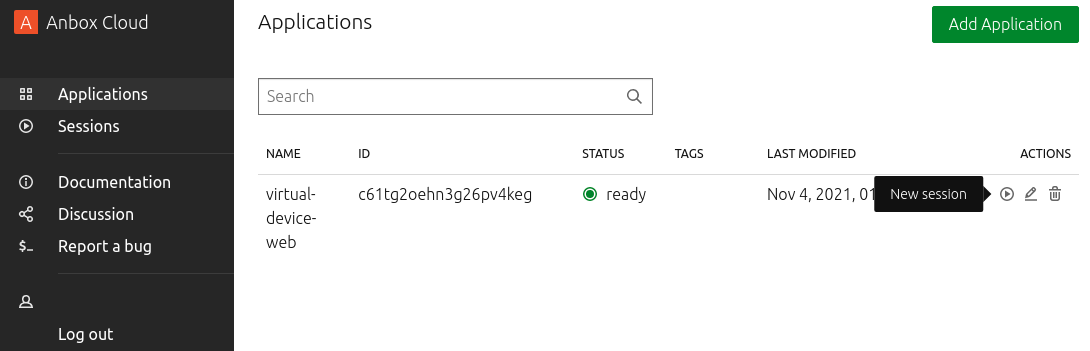 A Anbox Cloud
Applications
Sessions
Documentation
Discussion
$_ Report a bug
Log out
Applications
Add Application
Search
NAME ID STATUS TAGS LAST MODIFIED ACTIONS
virtual- c61tg2oehn3g26pv4keg ready Nov 4, 2021, 01 New session
device-
web